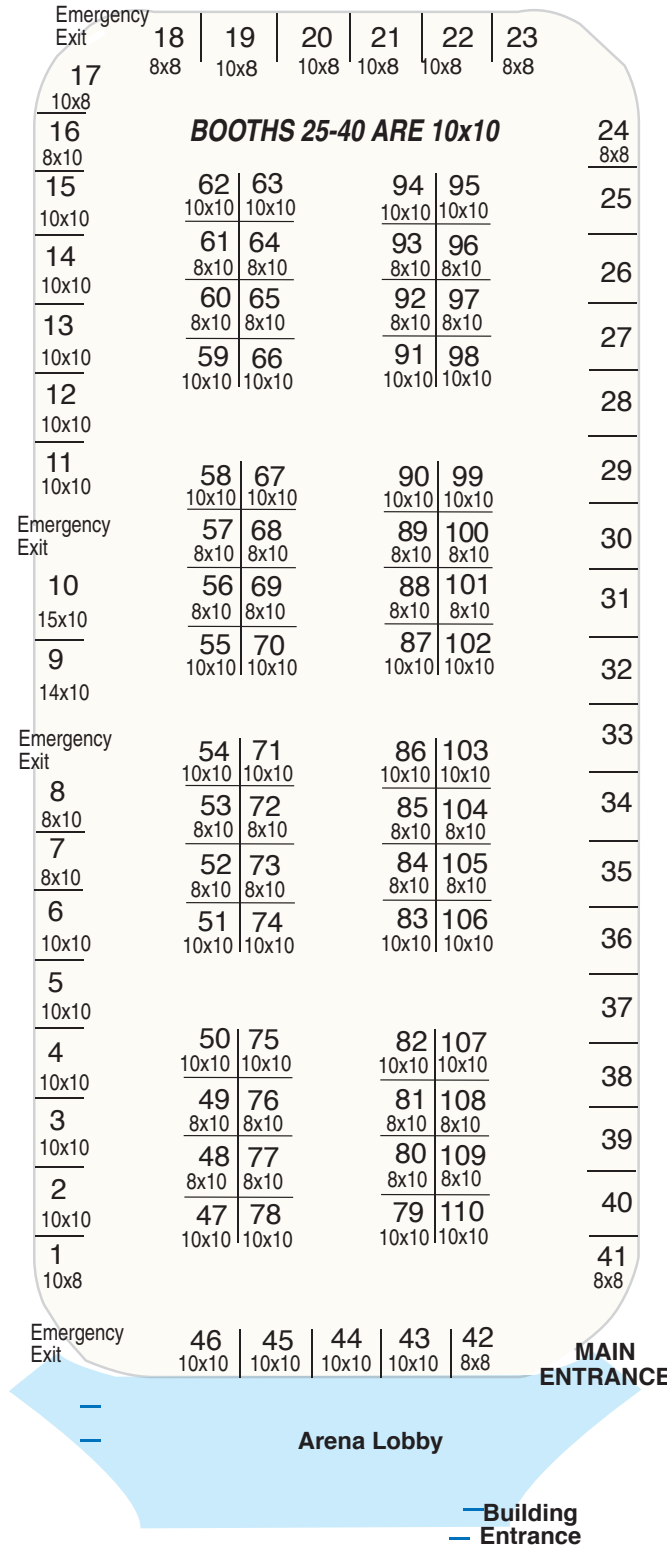 Emergency
Exit
18 19 20 21 22 23
8x8 10x8 10x8 10x8 10x8 8x8
17
10x8
16
8x10
BOOTHS 25-40 ARE 10x10
24
8x8
15
10x10
62 63
10x10 10x10
94 95
10x10 10x10
25
14
10x10
61 64
8x10 8x10
93 96
8x10 8x10
26
60 65
8x10 8x10
92 97
8x10 8x10
13
10x10
59 66
10x10 10x10
91 98
10x10 10x10
27
12
10x10
28
11
10x10
58 67
10x10 10x10
90 99
10x10 10x10
29
Emergency
Exit
57 68
8x10 8x10
89 100
8x10 8x10
30
10
15x10
56 69
8x10 8x10
88 101
8x10 8x10
31
9
14x10
55 70
10x10 10x10
87 102
10x10 10x10
32
Emergency
Exit
54 71
10x10 10x10
86 103
10x10 10x10
33
8
8x10
53 72
8x10 8x10
85 104
8x10 8x10
34
7
8x10
52 73
8x10 8x10
84 105
8x10 8x10
35
6
10x10
51 74
10x10 10x10
83 106
10x10 10x10
36
5
10x10
37
4
10x10
50 75
10x10 10x10
82 107
10x10 10x10
38
3
10x10
49 76
8x10 8x10
81 108
8x10 8x10
39
48 77
8x10 8x10
80 109
8x10 8x10
2
10x10
47 78
10x10 10x10
79 110
10x10 10x10
40
1
10x8
41
8x8
Emergency
Exit
46 45 44 43 42
10x10 10x10 10x10 10x10 8x8
MAIN
ENTRANCE
Arena Lobby
Building
Entrance